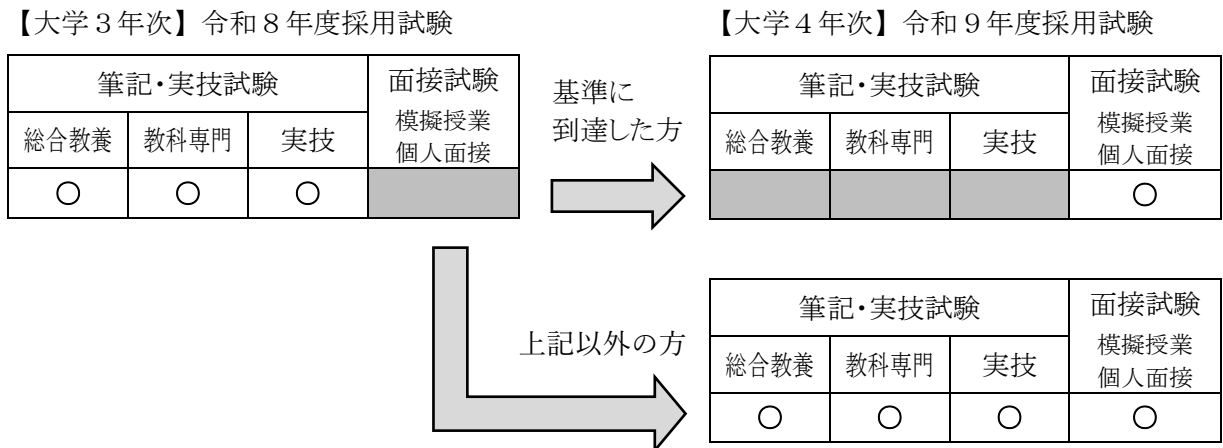 【大学３年次】令和８年度採用試験
筆記・実技試験
面接試験
模擬授業
個人面接
総合教養
教科専門
実技
○ ○ ○
基準に
到達した方
【大学４年次】令和９年度採用試験
筆記・実技試験
面接試験
模擬授業
個人面接
総合教養
教科専門
実技
○
上記以外の方
筆記・実技試験
面接試験
模擬授業
個人面接
総合教養
教科専門
実技
○ ○ ○ ○